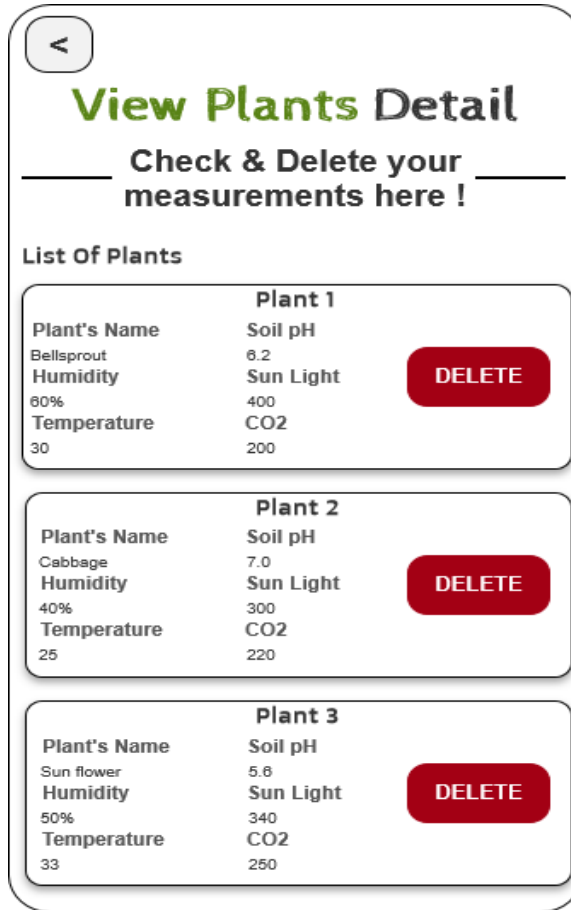 <
View Plants Detail
Check & Delete your
measurements here !
List Of Plants
Plant 1
Plant's Name Soil pH
Bellsprout 6.2
Humidity Sun Light
60% 400
Temperature CO2
30 200
DELETE
Plant 2
Plant's Name Soil pH
Cabbage 7.0
Humidity Sun Light
40% 300
Temperature CO2
25 220
DELETE
Plant 3
Plant's Name Soil pH
Sun flower 5.6
Humidity Sun Light
50% 340
Temperature CO2
33 250
DELETE